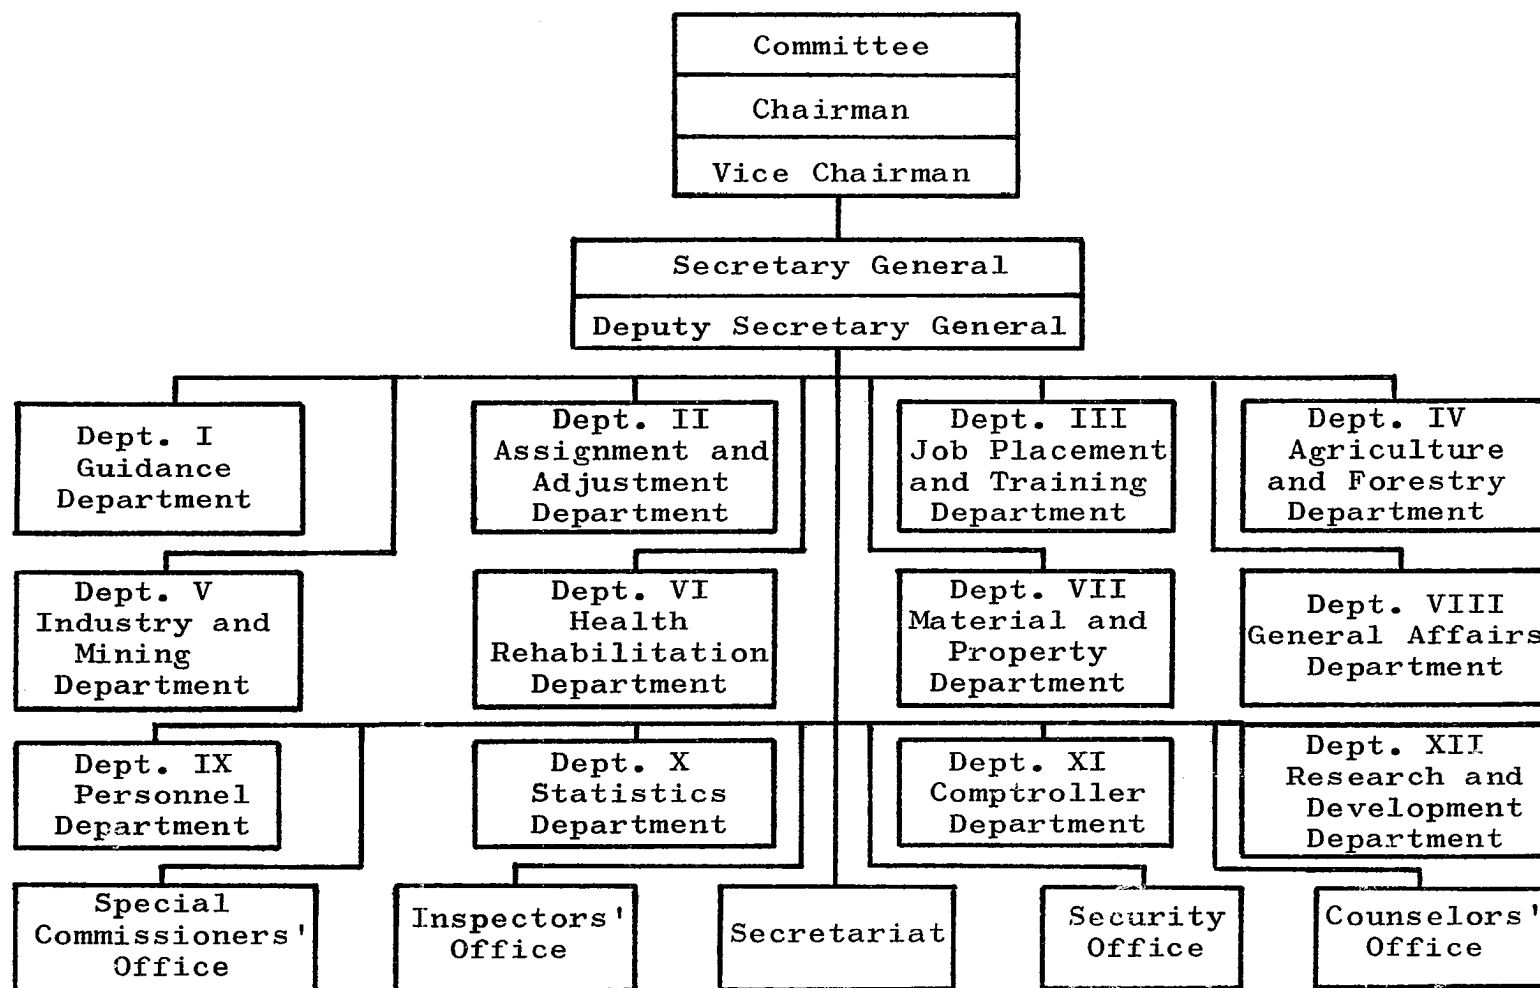 Committee
Chairman
Vice Chairman
Secretary General
Deputy Secretary General
Dept. I
Guidance
Department
Dept. II
Assignment and
Adjustment
Department
Dept. III
Job Placement
and Training
Department
Dept. IV
Agriculture
and Forestry
Department
Dept. V
Industry and
Mining
Department
Dept. VI
Health
Rehabilitation
Department
Dept. VII
Material and
Property
Department
Dept. VIII
General Affairs
Department
Dept. IX
Personnel
Department
Dept. X
Statistics
Department
Dept. XI
Comptroller
Department
Dept. XII
Research and
Development
Department
Special
Commissioners'
Office
Inspectors'
Office
Secretariat
Security
Office
Counselors'
Office